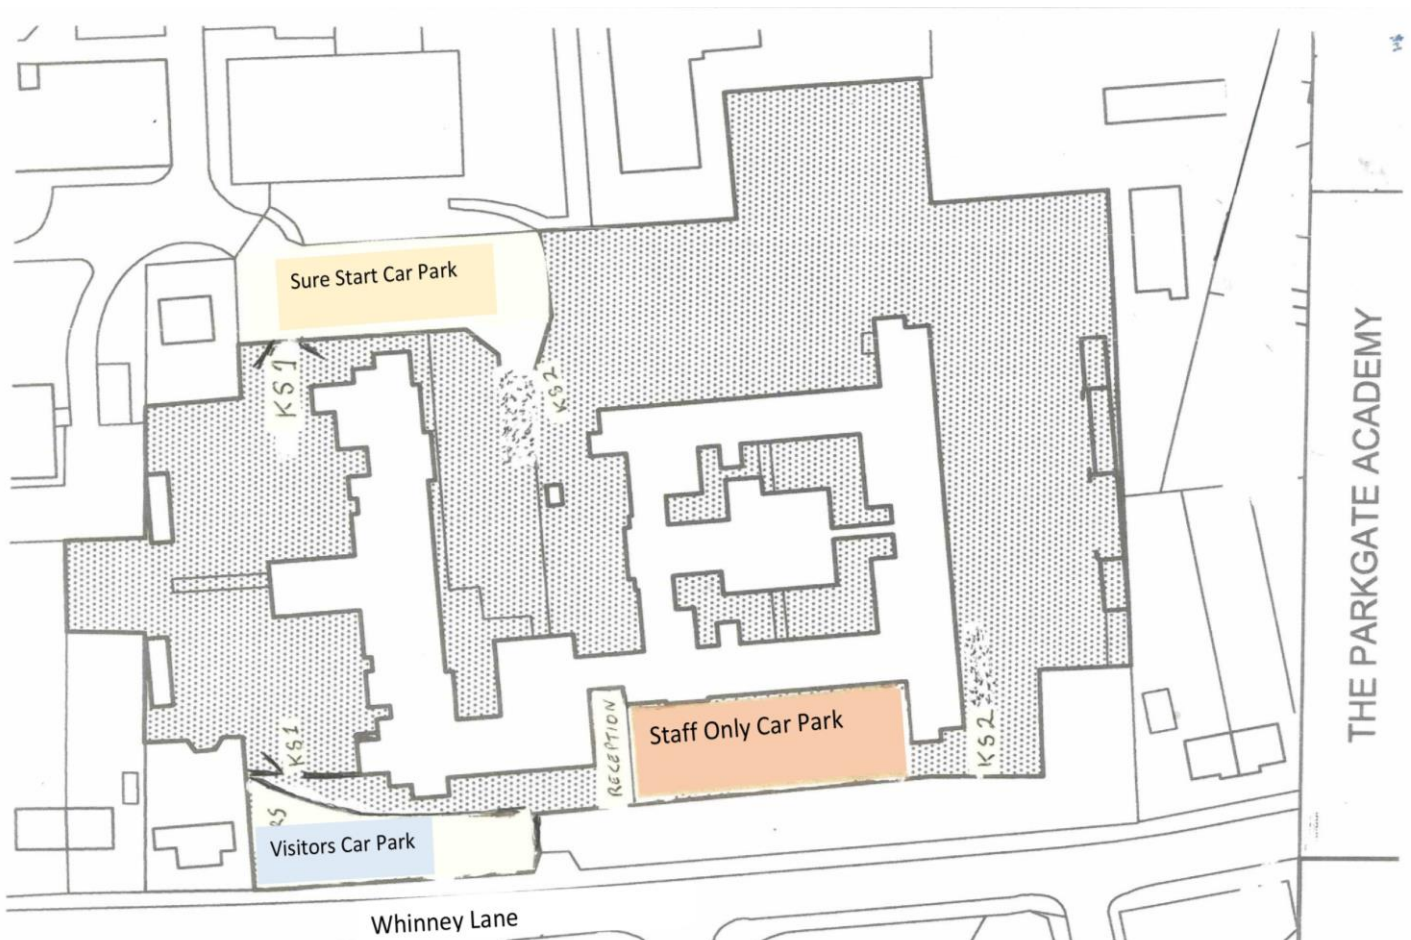 Sure Start Car Park
KS1
KS2
THE PARKGATE ACADEMY
RECEPTION
Staff Only Car Park
KS2
KS1
RS
Visitors Car Park
Whinney Lane